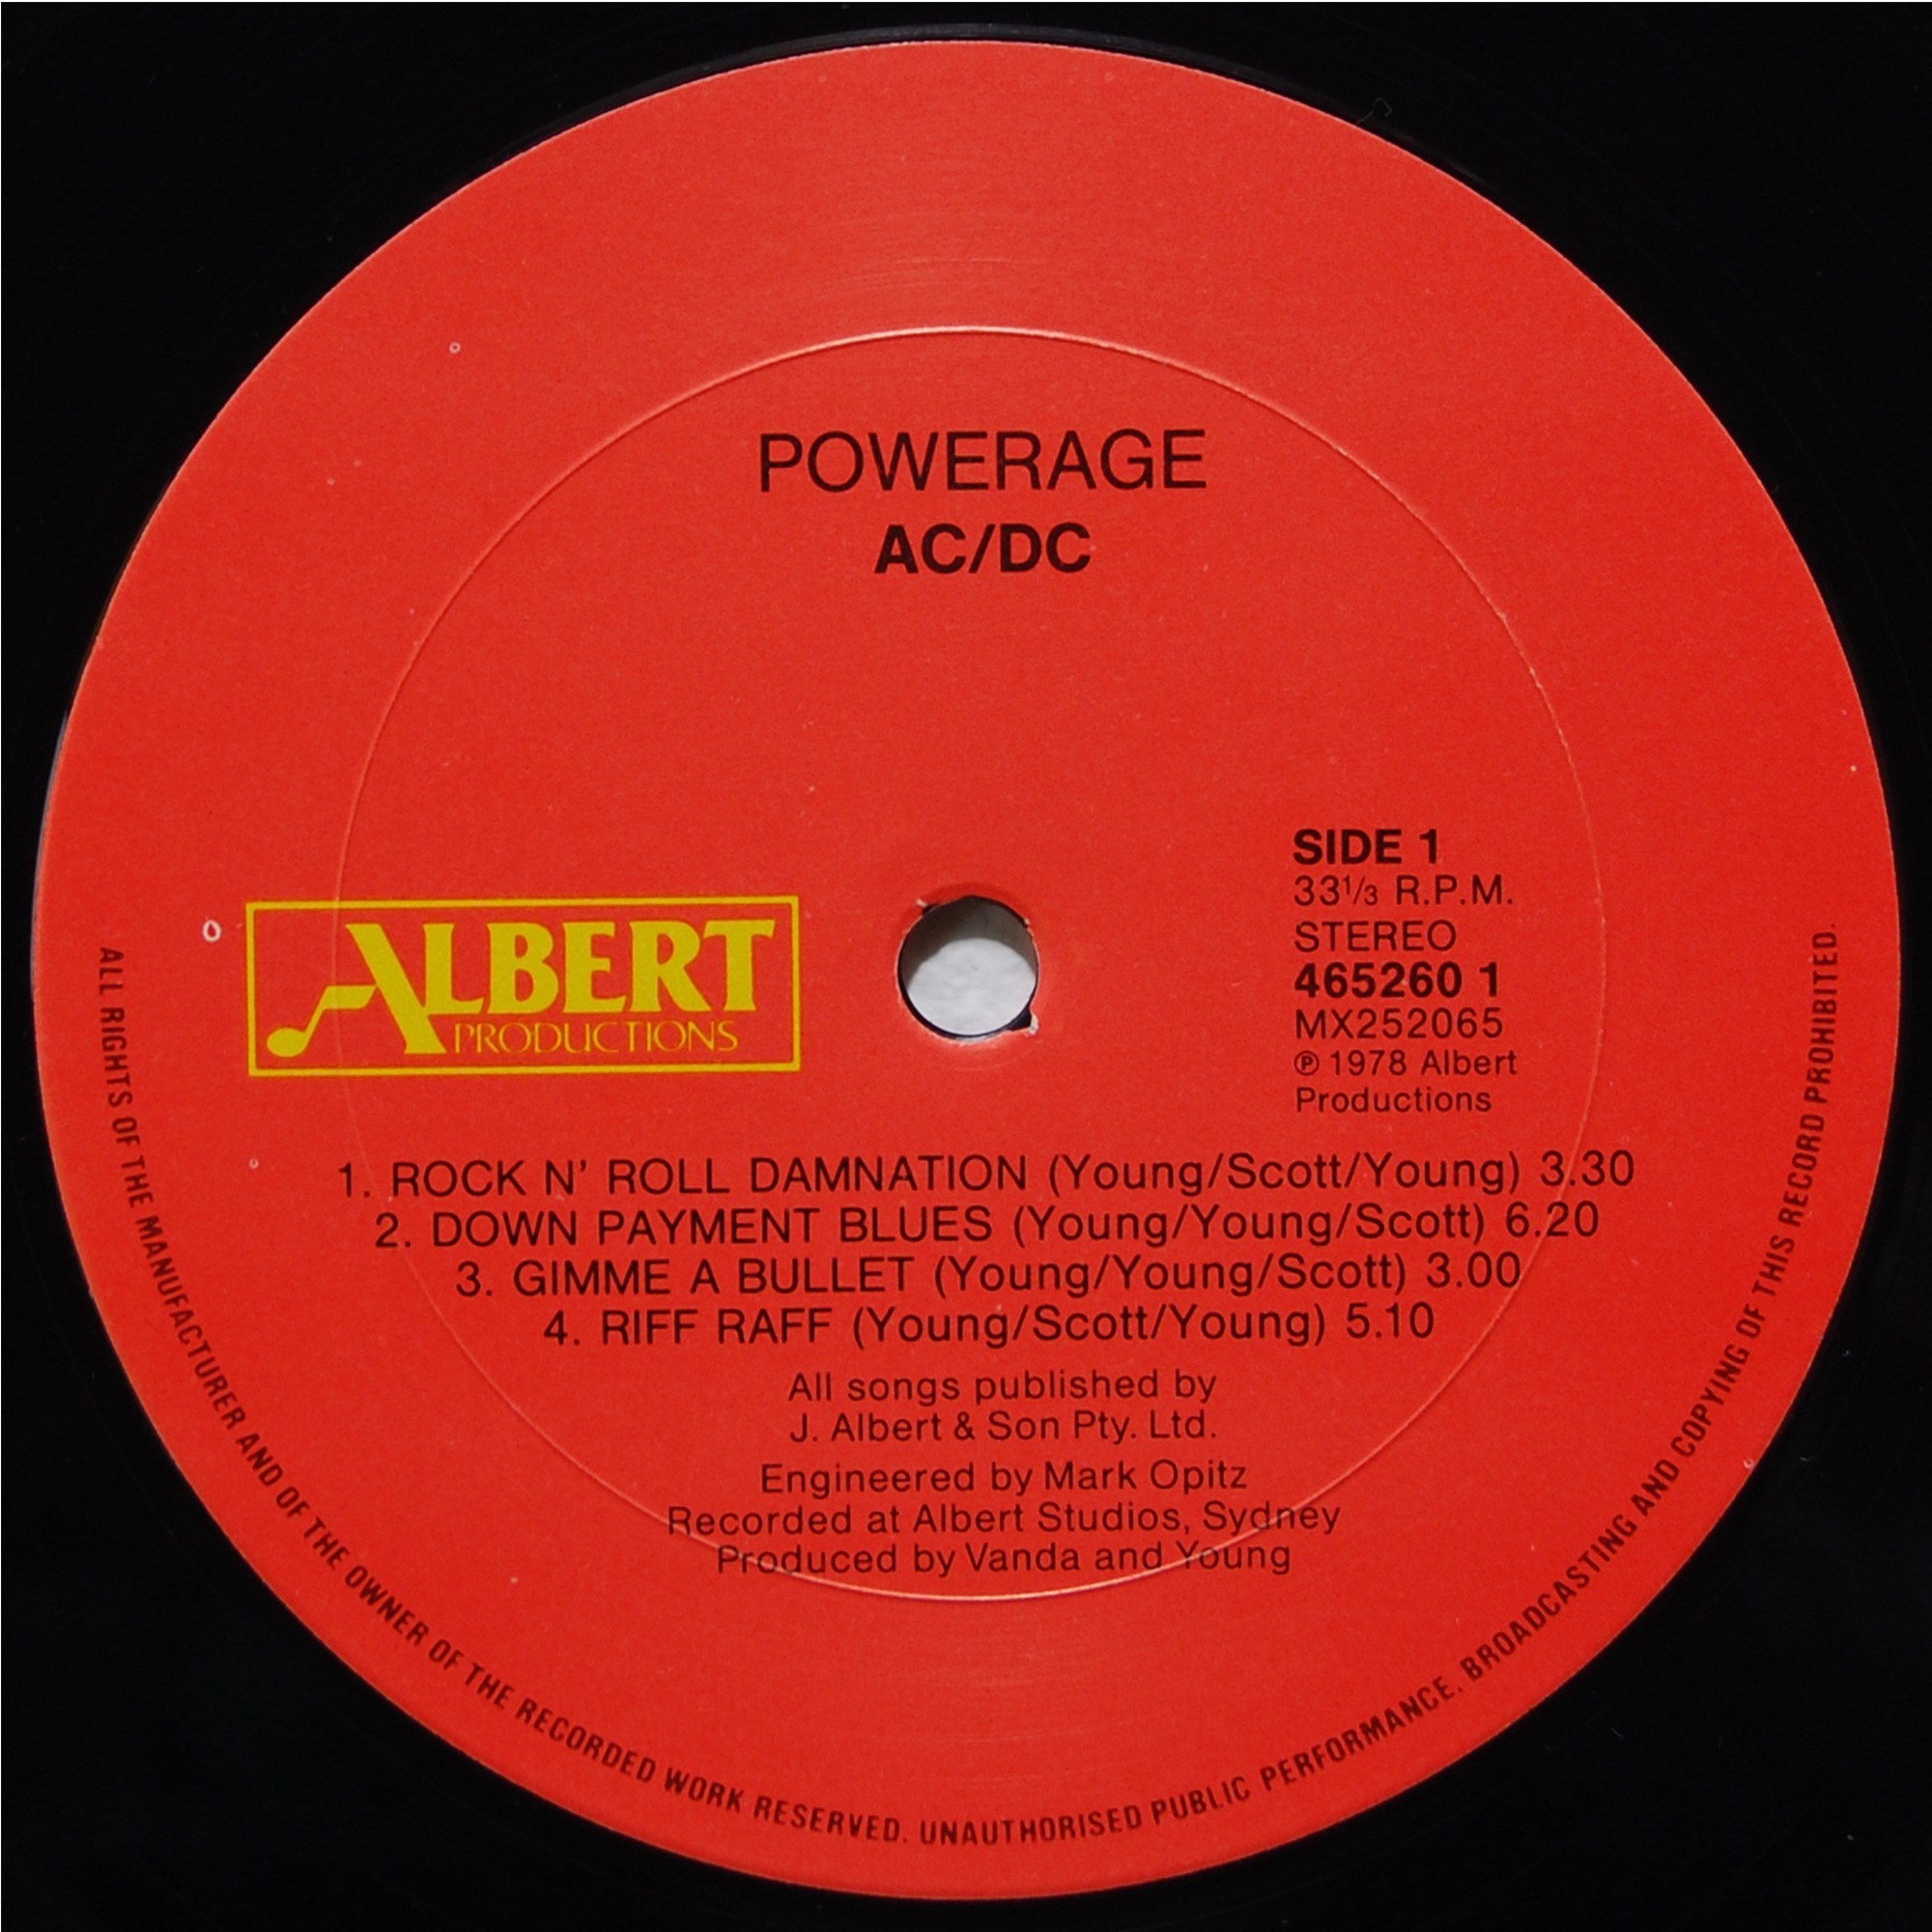 POWERAGE
AC/DC
SIDE 1
33⅓ R.P.M.
STEREO
465260 1
MX252065
℗ 1978 Albert
Productions
ALBERT
PRODUCTIONS
1. ROCK N' ROLL DAMNATION (Young/Scott/Young) 3.30
2. DOWN PAYMENT BLUES (Young/Young/Scott) 6.20
3. GIMME A BULLET (Young/Young/Scott) 3.00
4. RIFF RAFF (Young/Scott/Young) 5.10
All songs published by
J. Albert & Son Pty. Ltd.
Engineered by Mark Opitz
Recorded at Albert Studios, Sydney
Produced by Vanda and Young
ALL RIGHTS OF THE MANUFACTURER AND OF THE OWNER OF THE RECORDED WORK RESERVED. UNAUTHORISED PUBLIC PERFORMANCE. BROADCASTING AND COPYING OF THIS RECORD PROHIBITED.